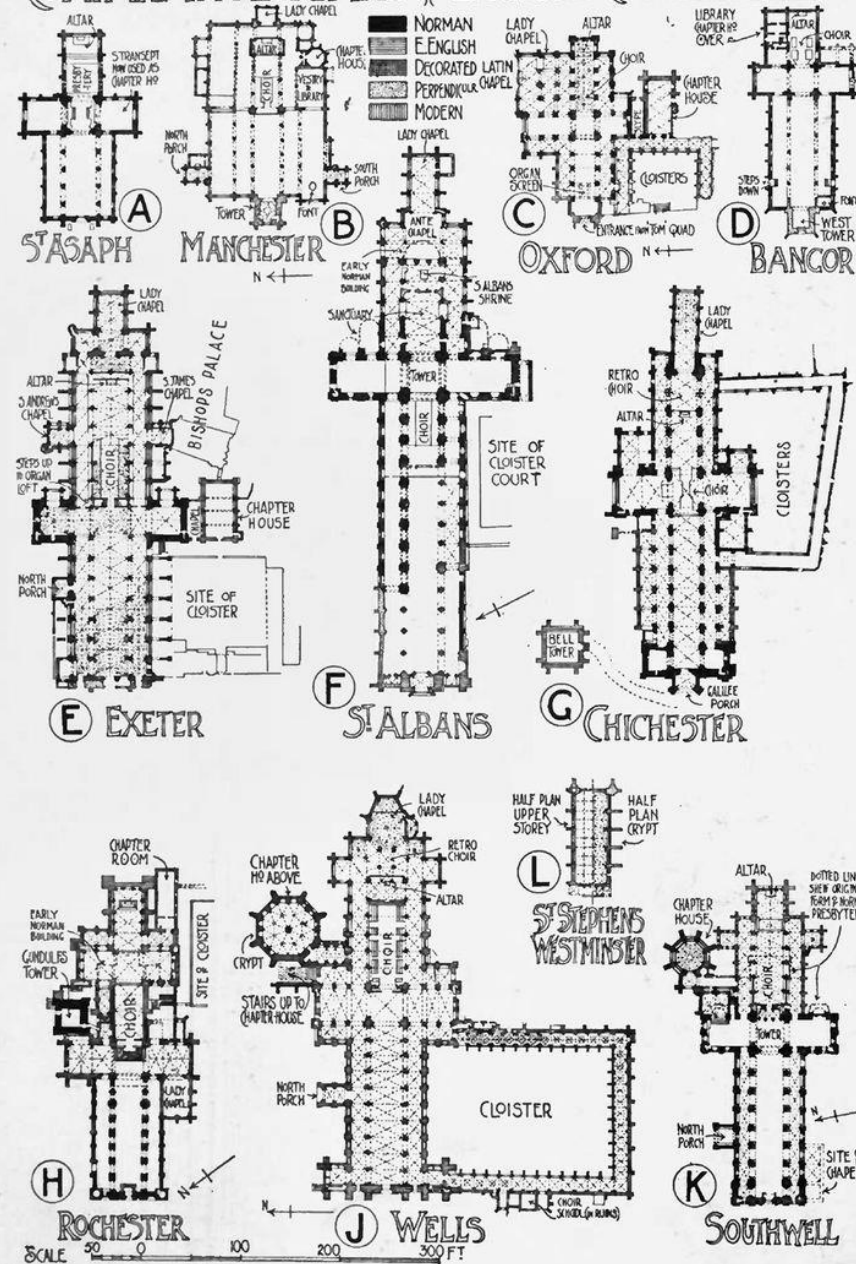 ALTAR
PRESBY
-TERY
S.TRANSEPT
NOW USED AS
CHAPTER HO
A
ST ASAPH
LADY CHAPEL
ALTAR
CHOIR
CHAPTER
HOUSE
VESTRY
LIBRARY
NORTH
PORCH
SOUTH
PORCH
TOWER
FONT
B
MANCHESTER
N
NORMAN
E.ENGLISH
DECORATED
PERPENDICULR
MODERN
LADY
CHAPEL
ALTAR
CHOIR
LATIN
CHAPEL
CHAPTER
HOUSE
SLYPE
ORGAN
SCREEN
CLOISTERS
C
ENTRANCE FROM TOM QUAD
N
OXFORD
LIBRARY
CHAPTER HO
OVER
ALTAR
CHOIR
STEPS
DOWN
FONT
D
WEST
TOWER
BANGOR
LADY
CHAPEL
ALTAR
S.ANDREWS
CHAPEL
S.JAMES
CHAPEL
BISHOPS PALACE
STEPS UP
TO ORGAN
LOFT
CHOIR
CHAPEL
CHAPTER
HOUSE
NORTH
PORCH
SITE OF
CLOISTER
E
EXETER
LADY CHAPEL
ANTE
CHAPEL
EARLY
NORMAN
BUILDING
S.ALBANS
SHRINE
SANCTUARY
TOWER
CHOIR
SITE OF
CLOISTER
COURT
F
ST ALBANS
LADY
CHAPEL
RETRO
CHOIR
ALTAR
CHOIR
CLOISTERS
BELL
TOWER
G
GALILEE
PORCH
CHICHESTER
CHAPTER
ROOM
EARLY
NORMAN
BUILDING
GUNDULFS
TOWER
SITE OF CLOISTER
CHOIR
LADY
CHAPEL
H
N
ROCHESTER
LADY
CHAPEL
RETRO
CHOIR
CHAPTER
HO ABOVE
ALTAR
CRYPT
CHOIR
STAIRS UP TO
CHAPTER HOUSE
NORTH
PORCH
CLOISTER
N
J
CHOIR
SCHOOL (IN RUINS)
WELLS
HALF PLAN
UPPER
STOREY
HALF
PLAN
CRYPT
L
ST STEPHENS
WESTMINSTER
ALTAR
CHAPTER
HOUSE
CHOIR
TOWER
NORTH
PORCH
N
K
SOUTHWELL
SCALE 50 0 100 200 300 FT